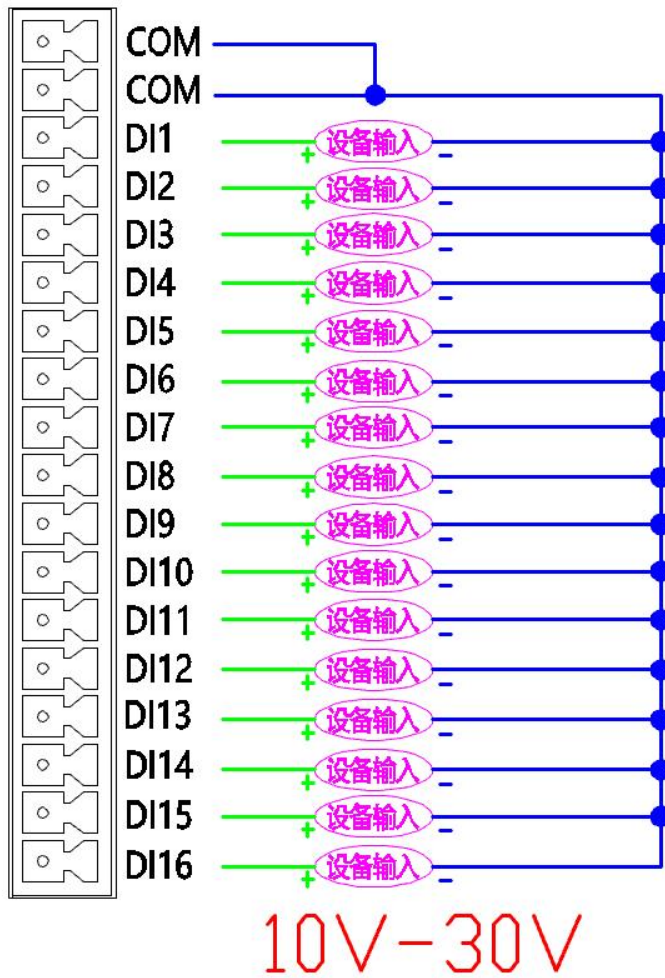 COM
COM
DI1 + 设备输入 -
DI2 + 设备输入 -
DI3 + 设备输入 -
DI4 + 设备输入 -
DI5 + 设备输入 -
DI6 + 设备输入 -
DI7 + 设备输入 -
DI8 + 设备输入 -
DI9 + 设备输入 -
DI10 + 设备输入 -
DI11 + 设备输入 -
DI12 + 设备输入 -
DI13 + 设备输入 -
DI14 + 设备输入 -
DI15 + 设备输入 -
DI16 + 设备输入 -
10V-30V